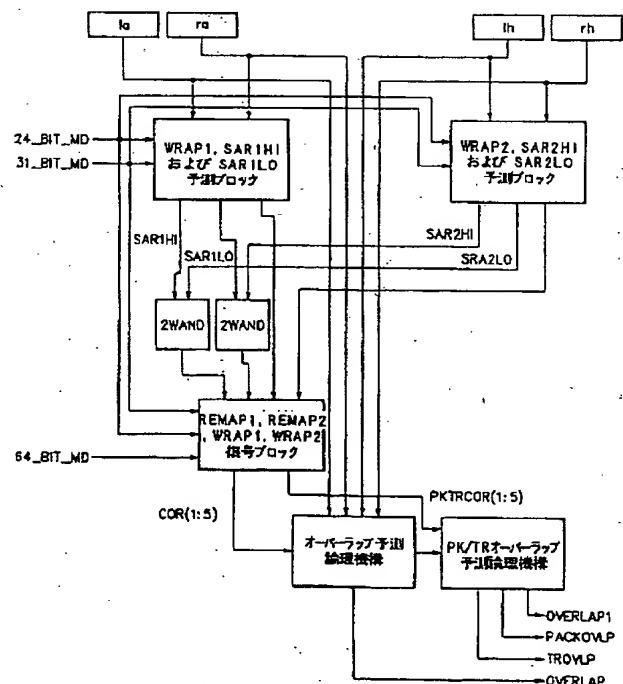 la
ra
lh
rh
24_BIT_MD
31_BIT_MD
WRAP1, SAR1HI
および SAR1LO
予測ブロック
WRAP2, SAR2HI
および SAR2LO
予測ブロック
SAR1HI
SAR1LO
SAR2HI
SRA2LO
2WAND
2WAND
REMAP1, REMAP2
, WRAP1, WRAP2
信号ブロック
64_BIT_MD
COR(1:5)
PKTRCOR(1:5)
オーバーラップ予測
論理機構
PK/TRオーバーラップ
予測論理機構
OVERLAP1
PACKOVLP
TROVLP
OVERLAP